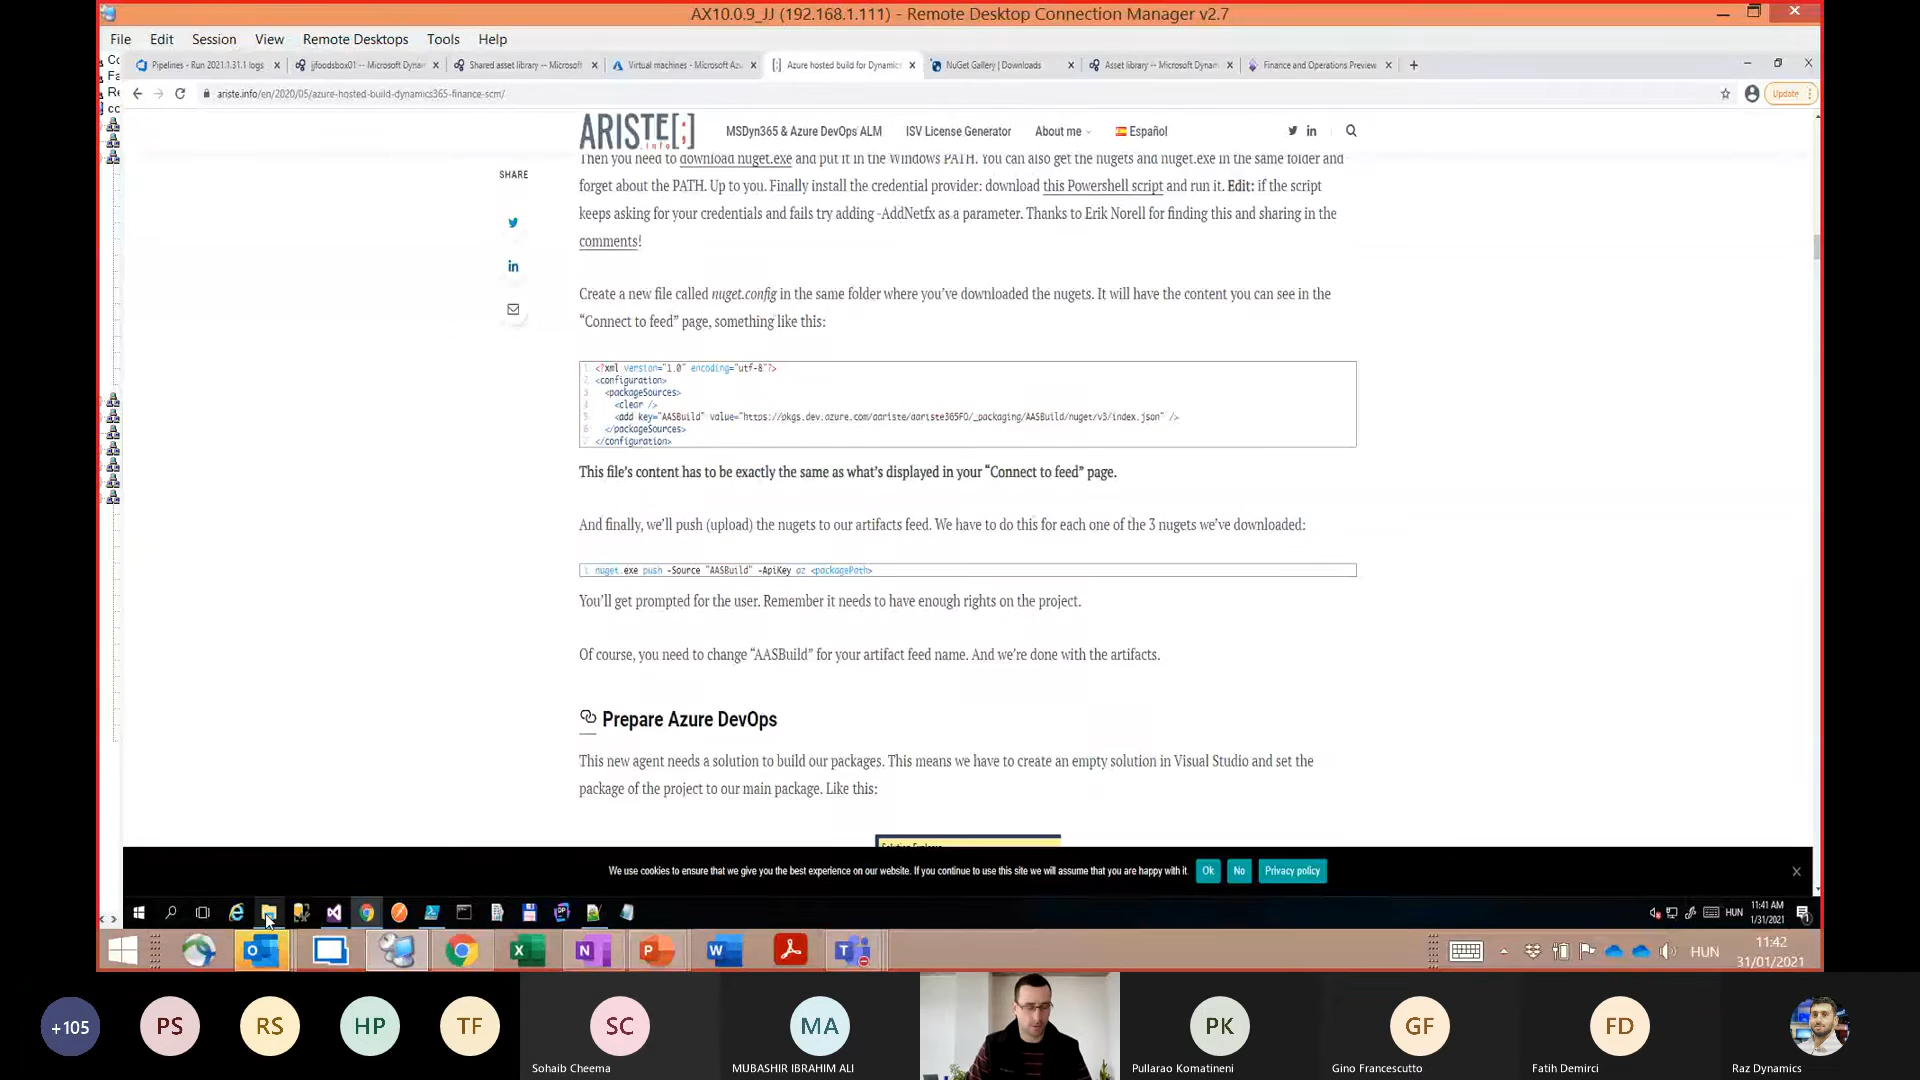 AX10.0.9_JJ (192.168.1.111) - Remote Desktop Connection Manager v2.7
File Edit Session View Remote Desktops Tools Help
Pipelines - Run 2021.1.31.1 logs
jjfoodsbox01 -- Microsoft Dynam
Shared asset library -- Microsoft
Virtual machines - Microsoft Az
Azure hosted build for Dynamics
NuGet Gallery | Downloads
Asset library -- Microsoft Dynam
Finance and Operations Preview
ariste.info/en/2020/05/azure-hosted-build-dynamics365-finance-scm/
Update
Co
Fa
Re
co
ARISTE[;]
.info
MSDyn365 & Azure DevOps ALM ISV License Generator About me Español
SHARE
Then you need to download nuget.exe and put it in the Windows PATH. You can also get the nugets and nuget.exe in the same folder and
forget about the PATH. Up to you. Finally install the credential provider: download this Powershell script and run it. Edit: if the script
keeps asking for your credentials and fails try adding -AddNetfx as a parameter. Thanks to Erik Norell for finding this and sharing in the
comments!
Create a new file called nuget.config in the same folder where you’ve downloaded the nugets. It will have the content you can see in the
“Connect to feed” page, something like this:
1 <?xml version="1.0" encoding="utf-8"?>
2 <configuration>
3 <packageSources>
4 <clear />
5 <add key="AASBuild" value="https://pkgs.dev.azure.com/aariste/aariste365FO/_packaging/AASBuild/nuget/v3/index.json" />
6 </packageSources>
7 </configuration>
This file’s content has to be exactly the same as what’s displayed in your “Connect to feed” page.
And finally, we’ll push (upload) the nugets to our artifacts feed. We have to do this for each one of the 3 nugets we’ve downloaded:
1 nuget.exe push -Source "AASBuild" -ApiKey az <packagePath>
You’ll get prompted for the user. Remember it needs to have enough rights on the project.
Of course, you need to change “AASBuild” for your artifact feed name. And we’re done with the artifacts.
Prepare Azure DevOps
This new agent needs a solution to build our packages. This means we have to create an empty solution in Visual Studio and set the
package of the project to our main package. Like this:
We use cookies to ensure that we give you the best experience on our website. If you continue to use this site we will assume that you are happy with it. Ok No Privacy policy
HUN
11:41 AM
1/31/2021
HUN
11:42
31/01/2021
+105
PS
RS
HP
TF
SC
MA
PK
GF
FD
Sohaib Cheema
MUBASHIR IBRAHIM ALI
Pullarao Komatineni
Gino Francescutto
Fatih Demirci
Raz Dynamics